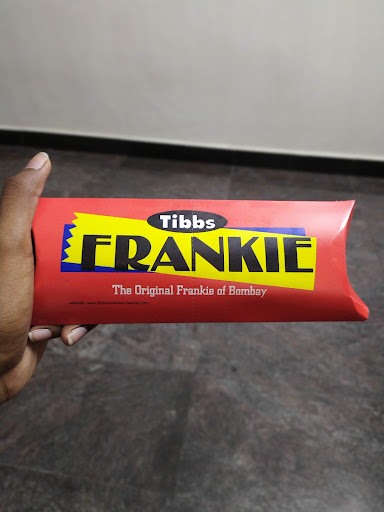 Tibbs
FRANKIE
The Original Frankie of Bombay